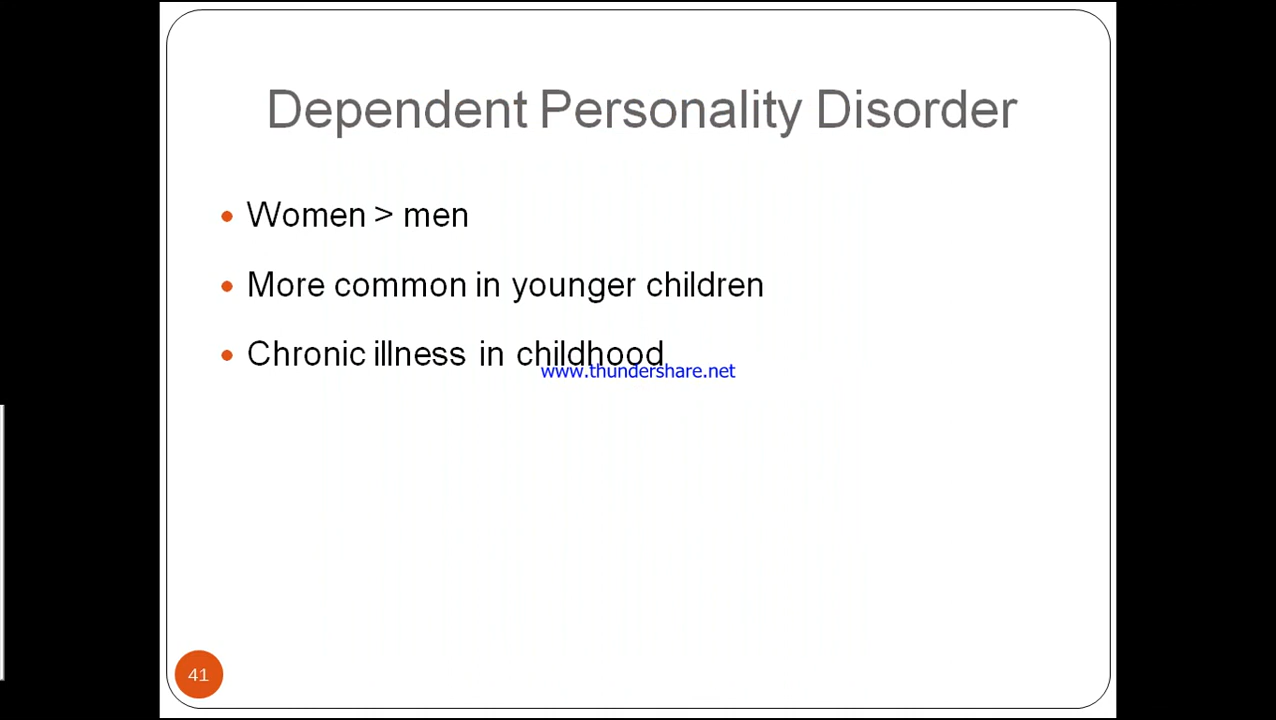 Dependent Personality Disorder
Women > men
More common in younger children
Chronic illness in childhood
www.thundershare.net
41